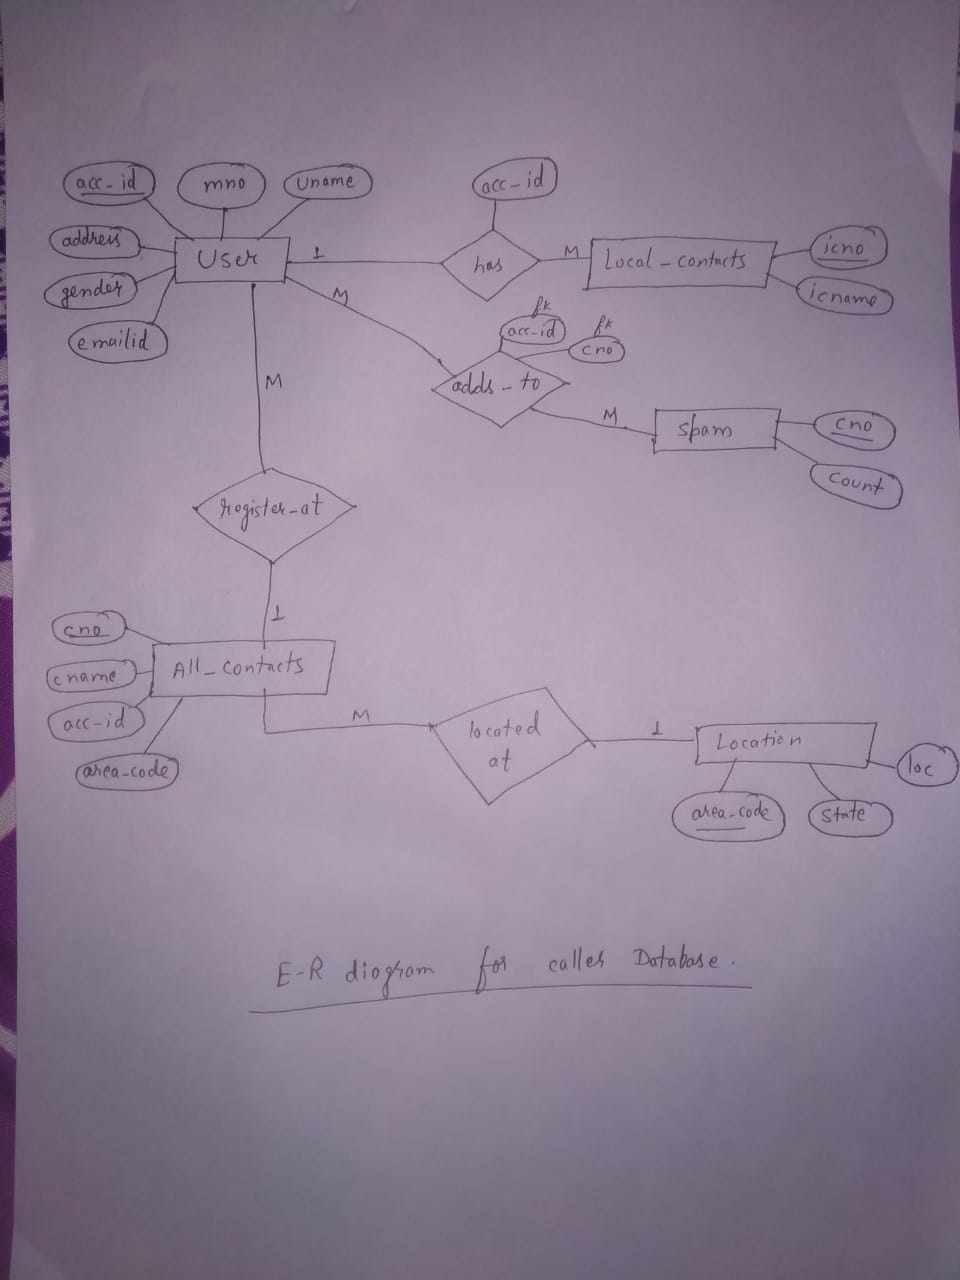 acc-id
mno
Uname
acc-id
address
User
1
has
M
Local_contacts
icno
gender
icname
emailid
M
fk
acc-id
fk
cno
M
adds-to
M
spam
cno
count
register-at
1
cno
All_contacts
cname
acc-id
area-code
M
located
at
1
Location
loc
area-code
state
E-R diagram for caller Database.